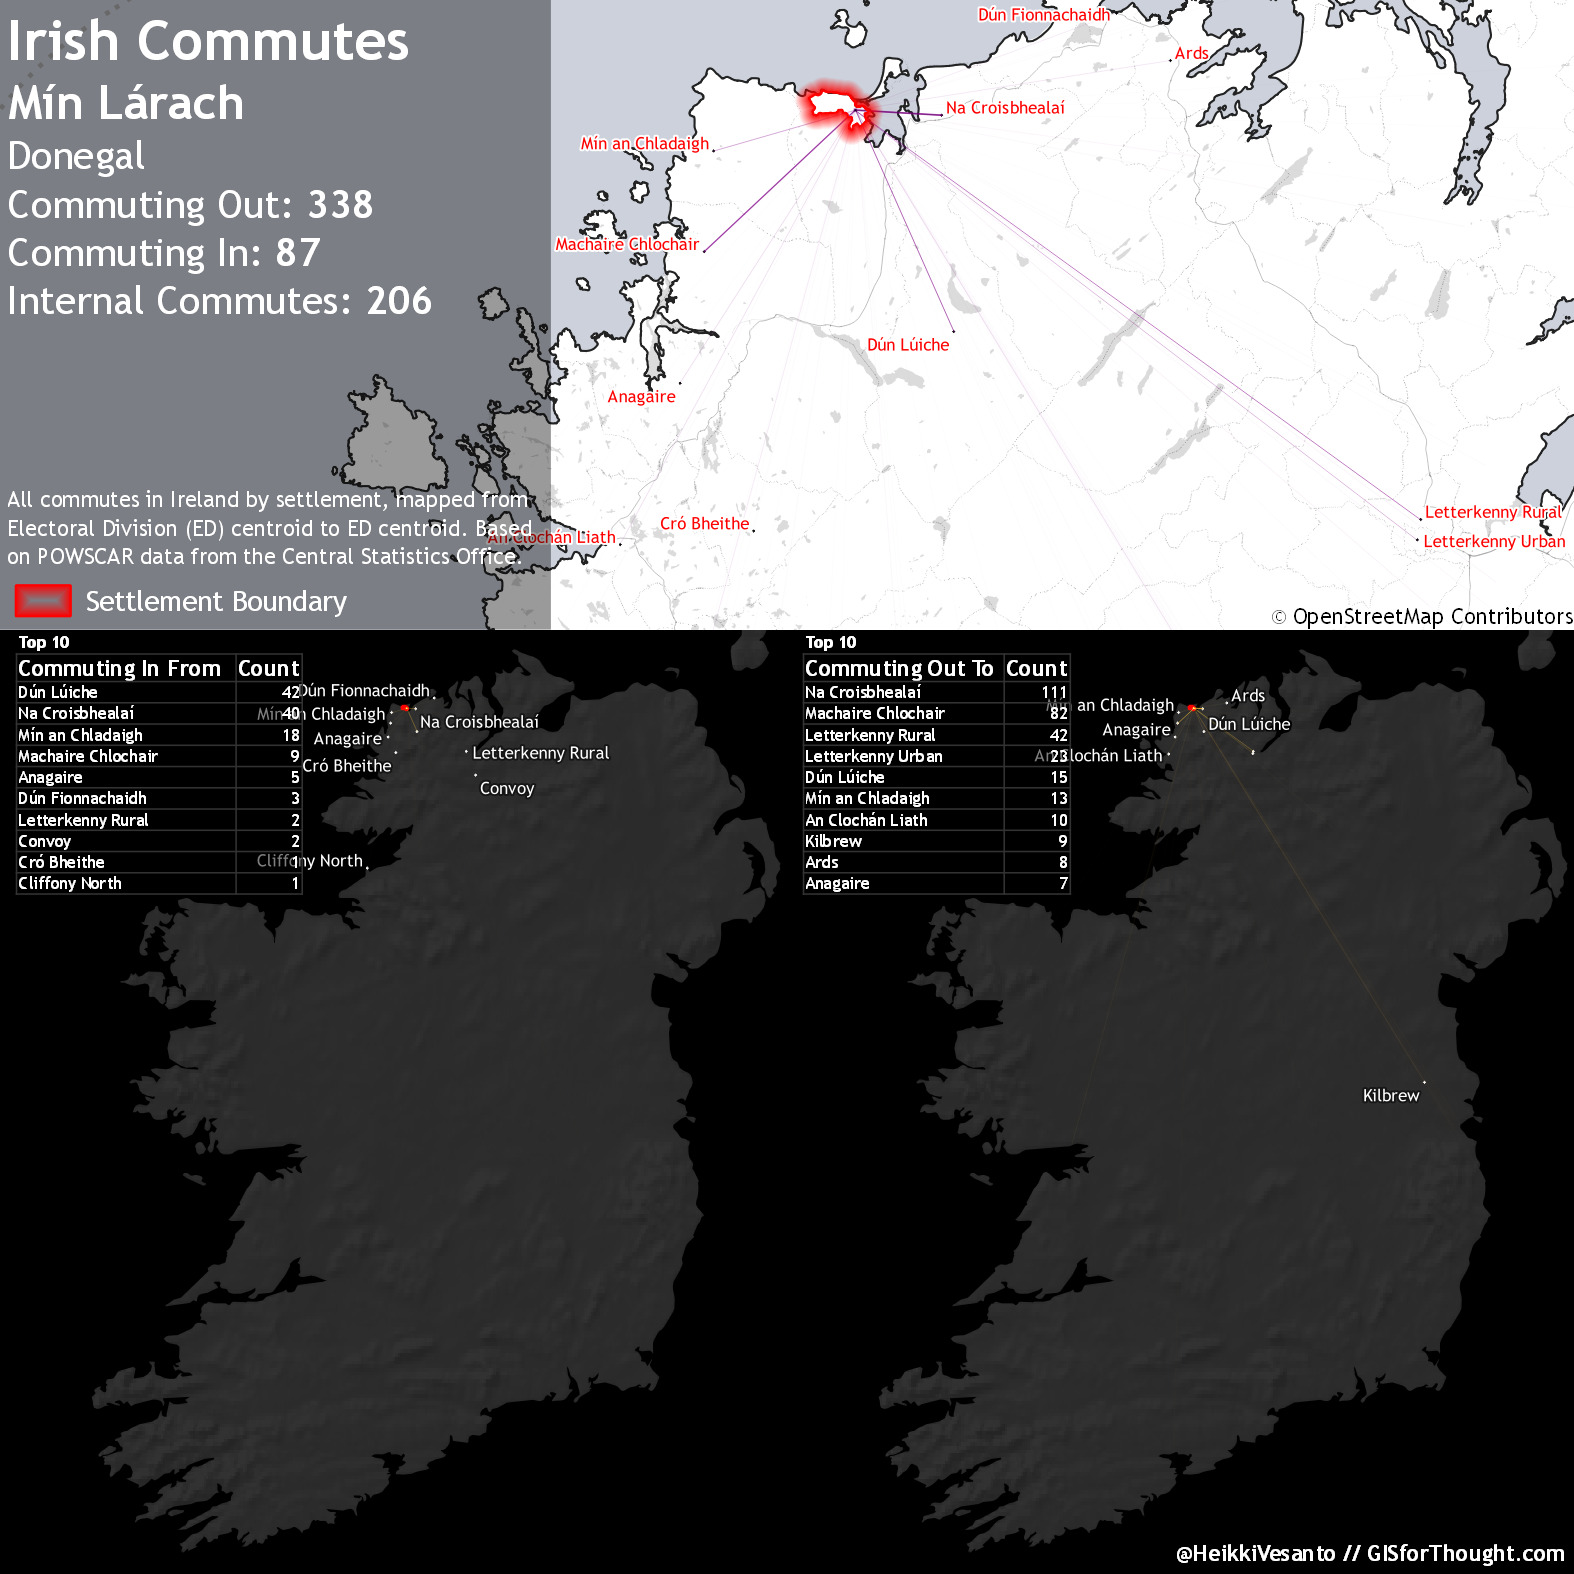 Irish Commutes
Mín Lárach
Donegal
Commuting Out: 338
Commuting In: 87
Internal Commutes: 206
All commutes in Ireland by settlement, mapped from
Electoral Division (ED) centroid to ED centroid. Based
on POWSCAR data from the Central Statistics Office.
Settlement Boundary
Dún Fionnachaidh
Ards
Na Croisbhealaí
Mín an Chladaigh
Machaire Chlochair
Dún Lúiche
Anagaire
Cró Bheithe
An Clochán Liath
Letterkenny Rural
Letterkenny Urban
© OpenStreetMap Contributors
Top 10
Commuting In From Count
Dún Lúiche 42
Na Croisbhealaí 40
Mín an Chladaigh 18
Machaire Chlochair 9
Anagaire 5
Dún Fionnachaidh 3
Letterkenny Rural 2
Convoy 2
Cró Bheithe 1
Cliffony North 1
Dún Fionnachaidh
Mín an Chladaigh
Na Croisbhealaí
Anagaire
Letterkenny Rural
Cró Bheithe
Convoy
Cliffony North
Top 10
Commuting Out To Count
Na Croisbhealaí 111
Machaire Chlochair 82
Letterkenny Rural 42
Letterkenny Urban 23
Dún Lúiche 15
Mín an Chladaigh 13
An Clochán Liath 10
Kilbrew 9
Ards 8
Anagaire 7
Ards
Mín an Chladaigh
Dún Lúiche
Anagaire
An Clochán Liath
Kilbrew
@HeikkiVesanto // GISforThought.com